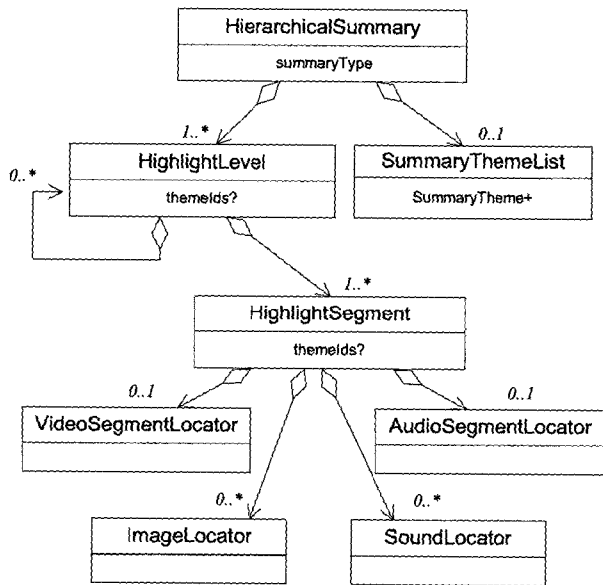 HierarchicalSummary
summaryType
1..*
0..1
HighlightLevel
SummaryThemeList
0..*
themeIds?
SummaryTheme+
1..*
HighlightSegment
themeIds?
0..1
0..1
VideoSegmentLocator
AudioSegmentLocator
0..*
0..*
ImageLocator
SoundLocator